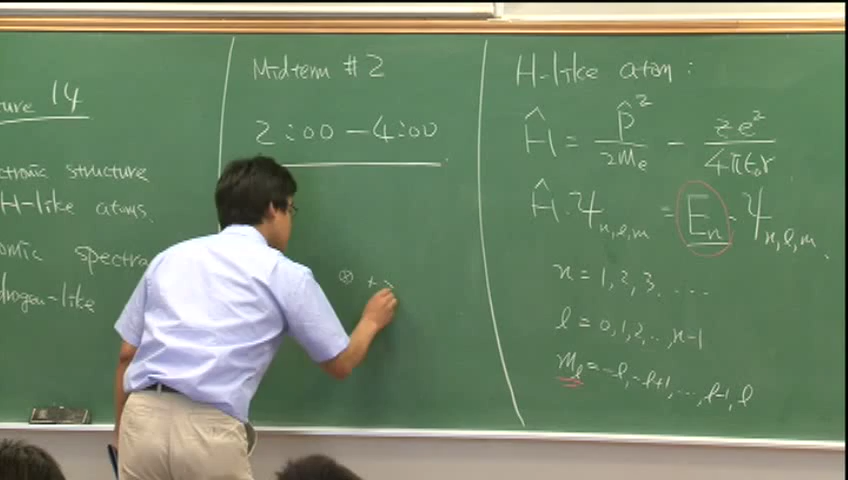 ture 14
ctronic structure
H-like atoms.
omic spectra
drogen-like
Midterm #2
2:00 – 4:00
H-like atom:
Ĥ = P̂² / 2mₑ − ze² / 4πε₀r
Ĥ·Ψn,l,m = En·Ψn,l,m.
n = 1, 2, 3, ....
l = 0, 1, 2, .., n-1
ml = -l, -l+1, ..., l-1, l